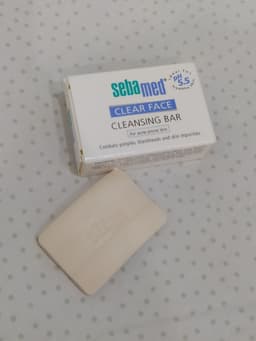 sebamed
CLEAR FACE
CLEANSING BAR
For acne prone skin
Combats pimples, blackheads and skin impurities
pH
5.5